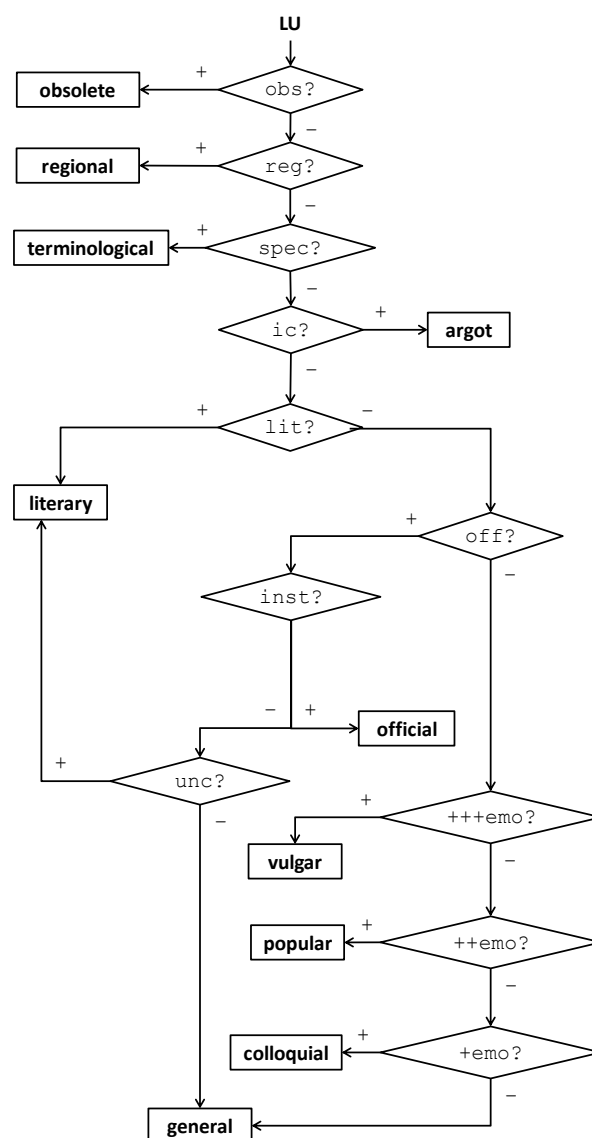 LU
+
obsolete
obs?
–
+
regional
reg?
–
+
terminological
spec?
–
ic?
+
argot
–
+
lit?
–
literary
+
off?
–
inst?
–
+
official
+
unc?
–
+
+++emo?
–
vulgar
+
popular
++emo?
–
+
colloquial
+emo?
–
general